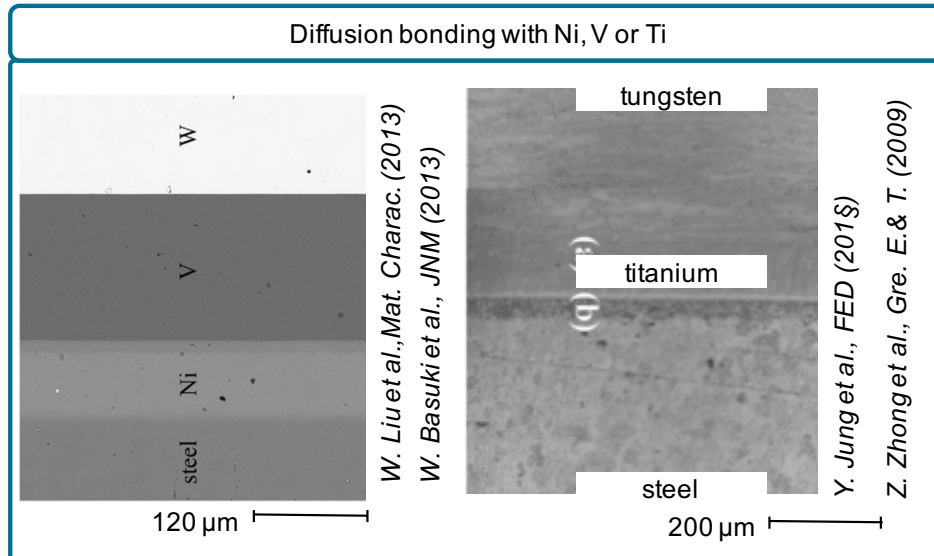 Diffusion bonding with Ni, V or Ti
W
V
Ni
steel
120 µm
W. Liu et al., Mat. Charac. (2013)
W. Basuki et al., JNM (2013)
tungsten
titanium
(b)
steel
200 µm
Y. Jung et al., FED (201§)
Z. Zhong et al., Gre. E.& T. (2009)